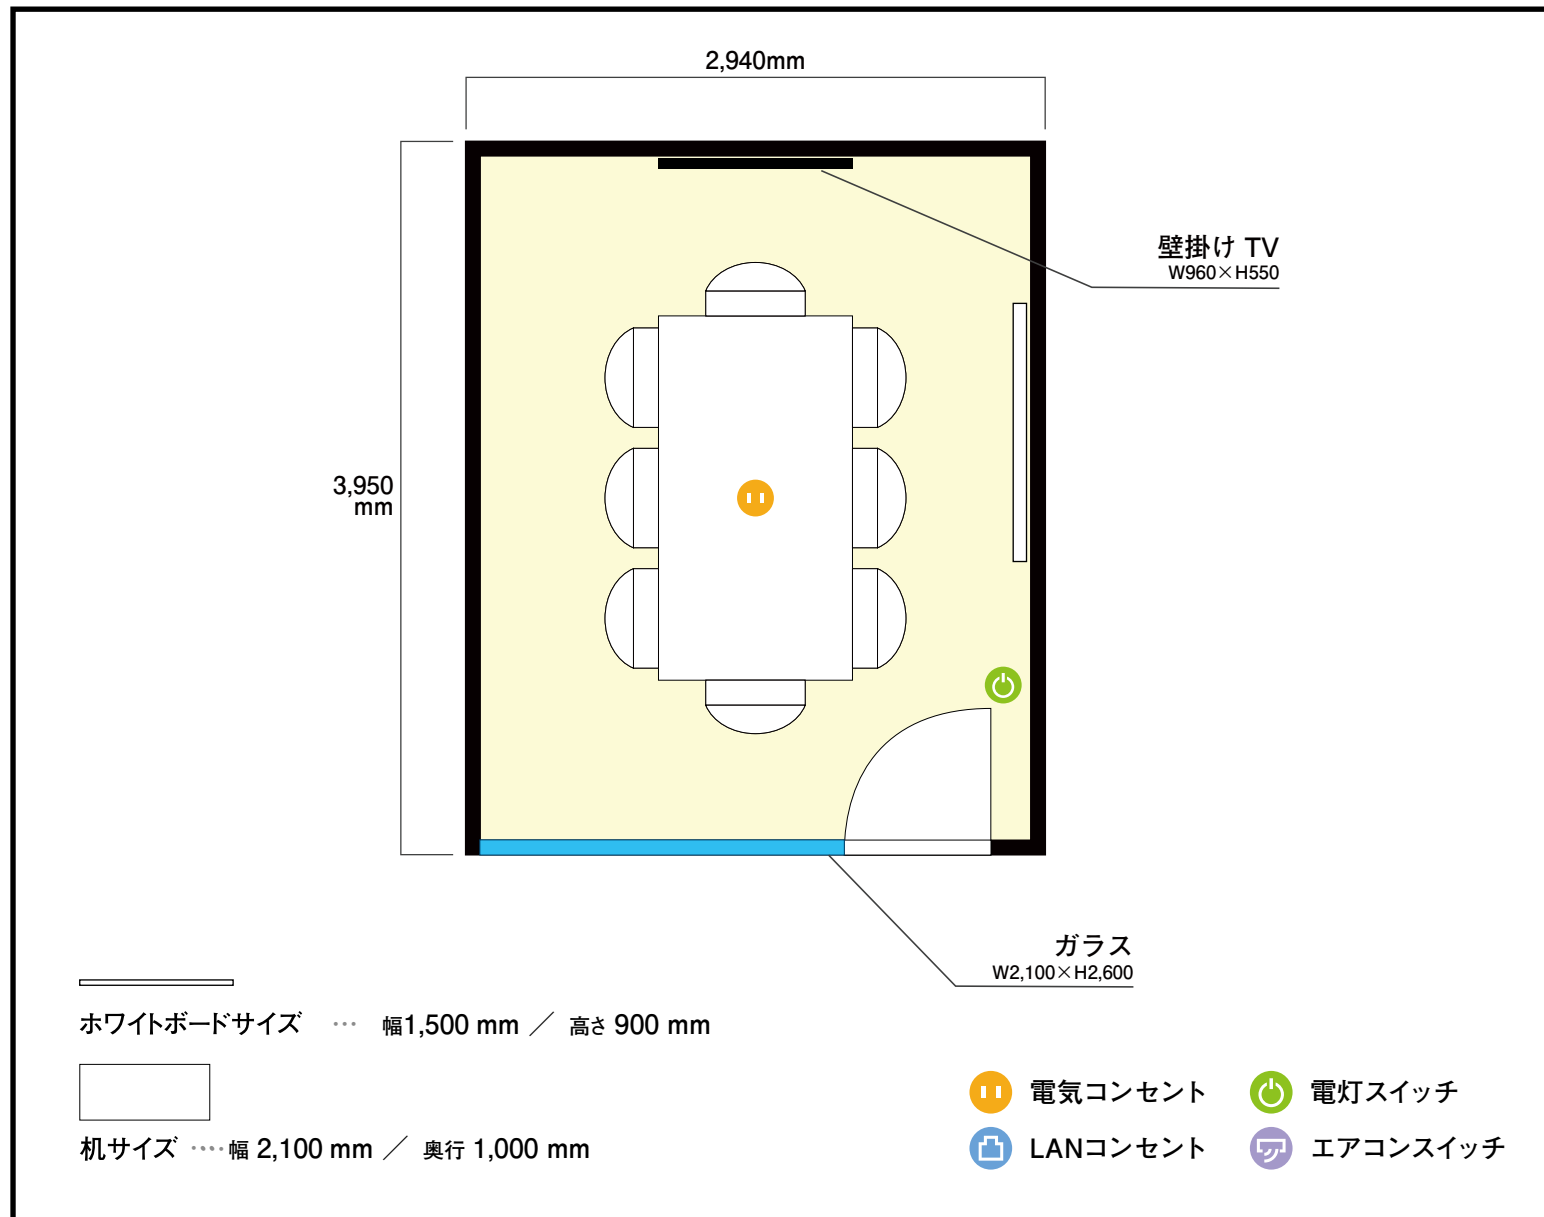 2,940mm
壁掛け TV
W960×H550
3,950
mm
ガラス
W2,100×H2,600
ホワイトボードサイズ … 幅1,500 mm ／ 高さ 900 mm
机サイズ ‥‥ 幅 2,100 mm ／ 奥行 1,000 mm
電気コンセント
電灯スイッチ
LANコンセント
エアコンスイッチ